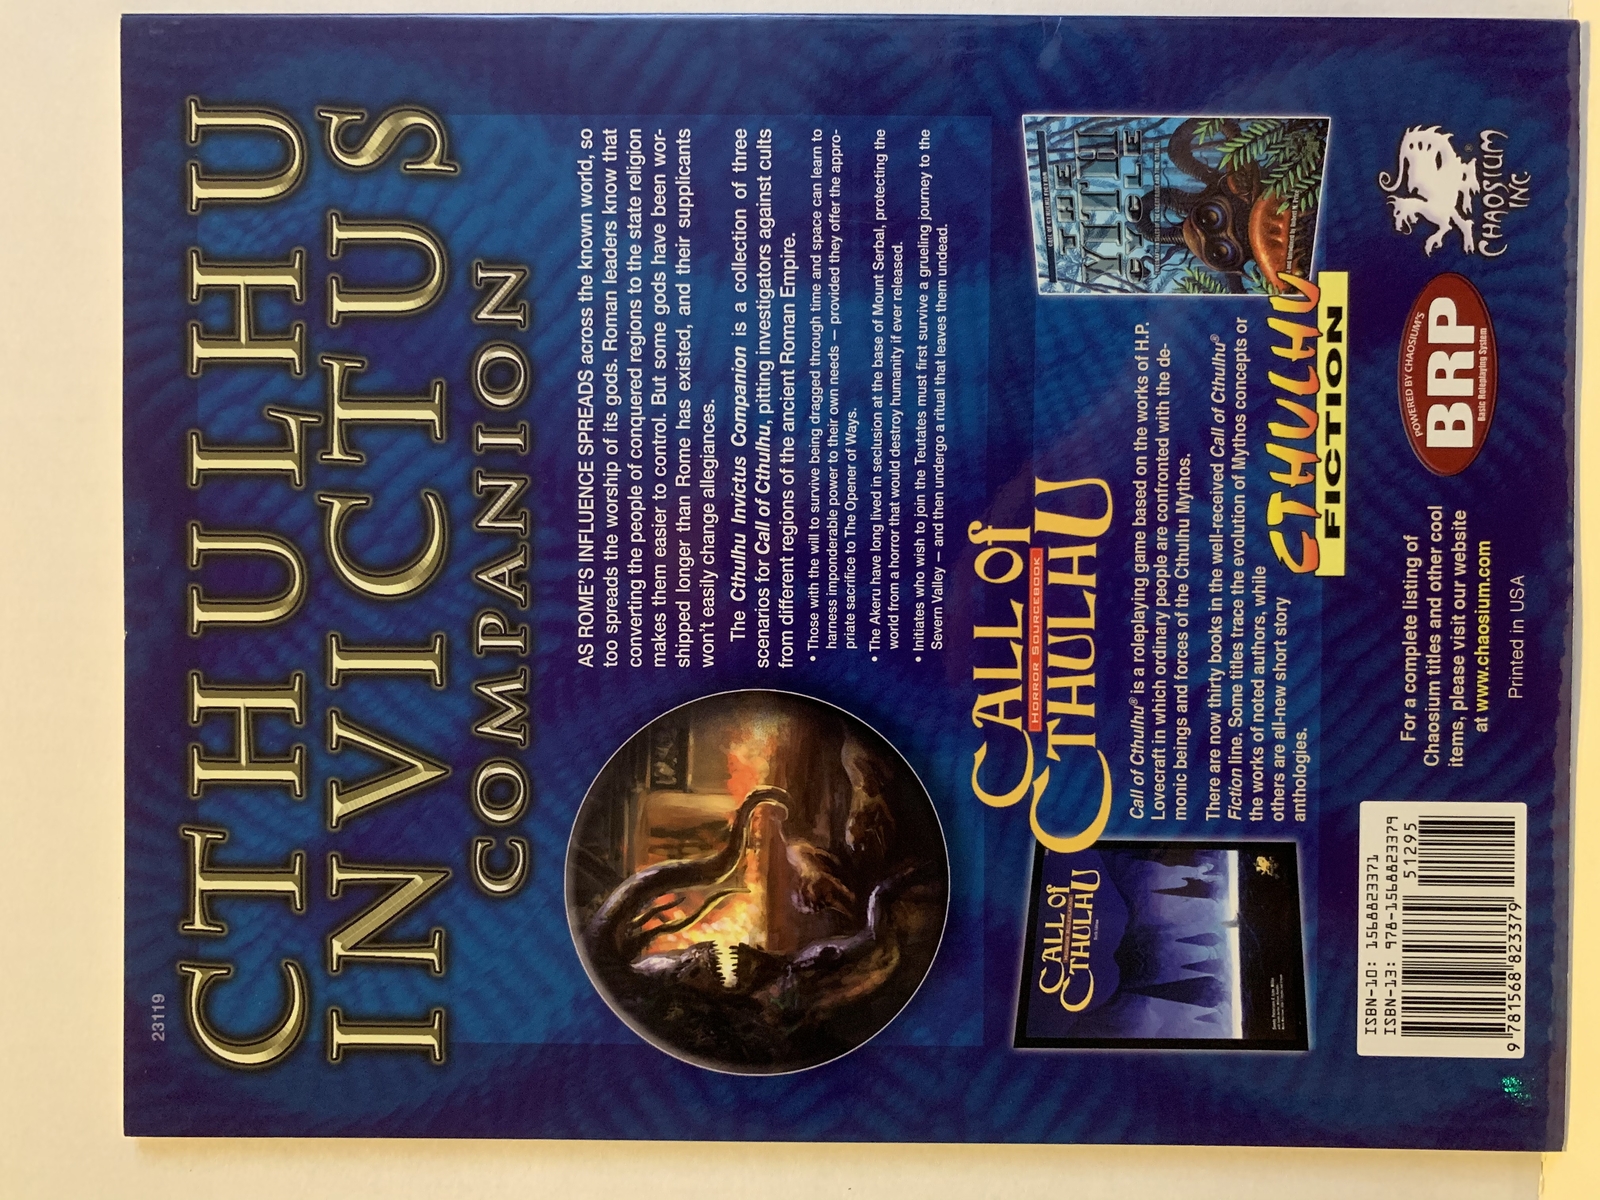 23119
CTHULHU
INVICTUS
COMPANION
AS ROME'S INFLUENCE SPREADS across the known world, so
too spreads the worship of its gods. Roman leaders know that
converting the people of conquered regions to the state religion
makes them easier to control. But some gods have been wor-
shipped longer than Rome has existed, and their supplicants
won't easily change allegiances.
The Cthulhu Invictus Companion is a collection of three
scenarios for Call of Cthulhu, pitting investigators against cults
from different regions of the ancient Roman Empire.
• Those with the will to survive being dragged through time and space can learn to
harness imponderable power to their own needs — provided they offer the appro-
priate sacrifice to The Opener of Ways.
• The Akeru have long lived in seclusion at the base of Mount Serbal, protecting the
world from a horror that would destroy humanity if ever released.
• Initiates who wish to join the Teutates must first survive a grueling journey to the
Severn Valley — and then undergo a ritual that leaves them undead.
CALL of
HORROR SOURCEBOOK
CTHULHU
CALL of
CTHULHU
Call of Cthulhu® is a roleplaying game based on the works of H.P.
Lovecraft in which ordinary people are confronted with the de-
monic beings and forces of the Cthulhu Mythos.
There are now thirty books in the well-received Call of Cthulhu®
Fiction line. Some titles trace the evolution of Mythos concepts or
the works of noted authors, while
others are all-new short story
anthologies.
THE
CYCLE
CTHULHU
FICTION
ISBN-10: 1568823371
ISBN-13: 978-1568823379
51295
9 781568 823379
For a complete listing of
Chaosium titles and other cool
items, please visit our website
at www.chaosium.com
Printed in USA
POWERED BY CHAOSIUM'S
BRP
Basic Roleplaying System
CHAOSIUM
INC.